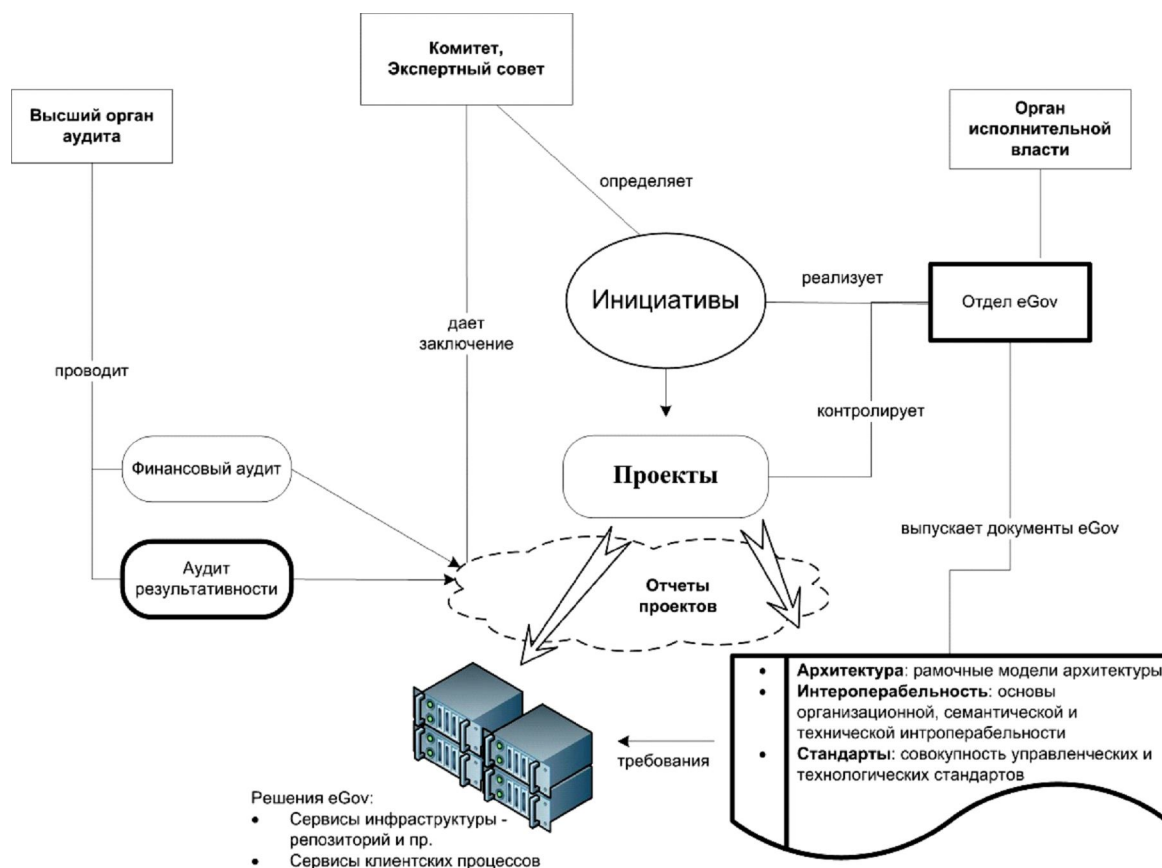 Комитет,
Экспертный совет
Высший орган
аудита
Орган
исполнительной
власти
определяет
Инициативы
реализует
Отдел eGov
дает
заключение
проводит
контролирует
Финансовый аудит
Проекты
выпускает документы eGov
Аудит
результативности
Отчеты
проектов
• Архитектура: рамочные модели архитектуры
• Интероперабельность: основы
организационной, семантической и
технической интроперабельности
• Стандарты: совокупность управленческих и
технологических стандартов
требования
Решения eGov:
• Сервисы инфраструктуры -
репозиторий и пр.
• Сервисы клиентских процессов